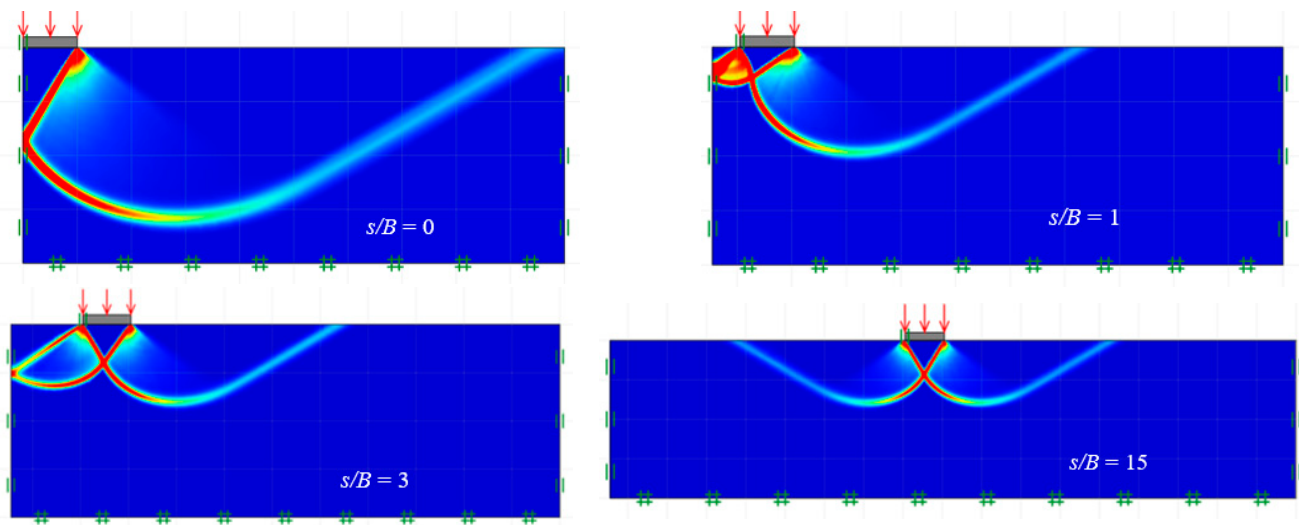 s/B = 0
s/B = 1
s/B = 3
s/B = 15